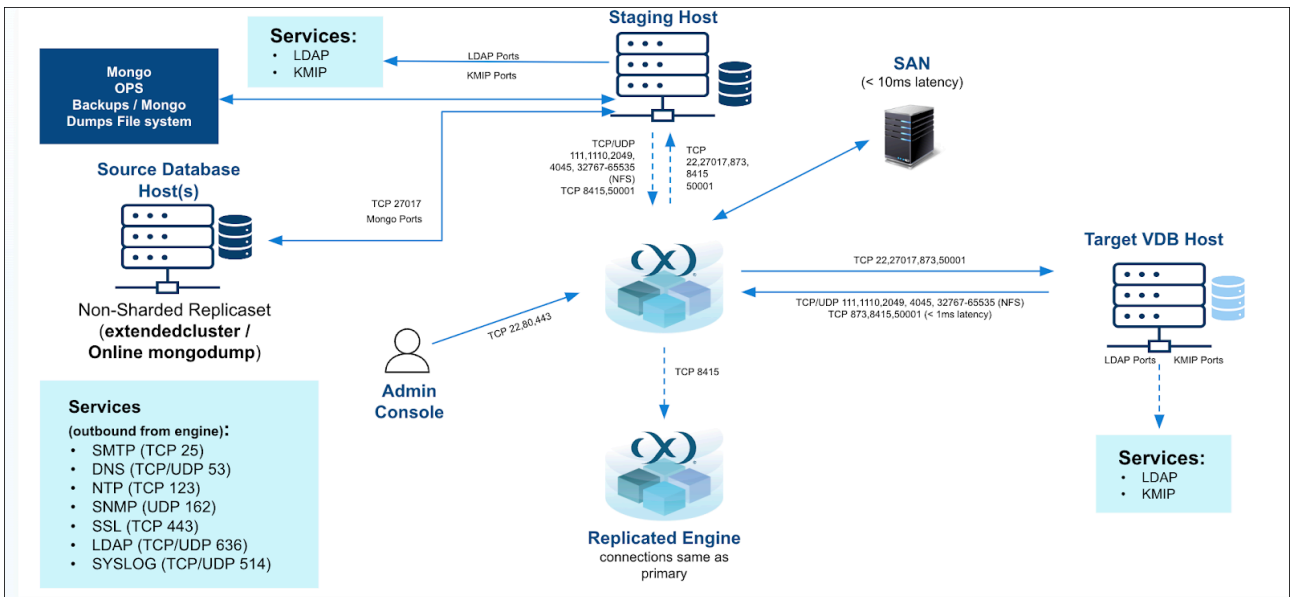 Staging Host
Services:
• LDAP
• KMIP
LDAP Ports
KMIP Ports
Mongo
OPS
Backups / Mongo
Dumps File system
SAN
(< 10ms latency)
TCP/UDP
111,1110,2049,
4045, 32767-65535
(NFS)
TCP 8415,50001
TCP
22,27017,873,
8415
50001
Source Database
Host(s)
TCP 27017
Mongo Ports
Non-Sharded Replicaset
(extendedcluster /
Online mongodump)
Target VDB Host
TCP 22,27017,873,50001
TCP/UDP 111,1110,2049, 4045, 32767-65535 (NFS)
TCP 873,8415,50001 (< 1ms latency)
LDAP Ports
KMIP Ports
TCP 22,80,443
Admin
Console
TCP 8415
Services
(outbound from engine):
• SMTP (TCP 25)
• DNS (TCP/UDP 53)
• NTP (TCP 123)
• SNMP (UDP 162)
• SSL (TCP 443)
• LDAP (TCP/UDP 636)
• SYSLOG (TCP/UDP 514)
Replicated Engine
connections same as
primary
Services:
• LDAP
• KMIP